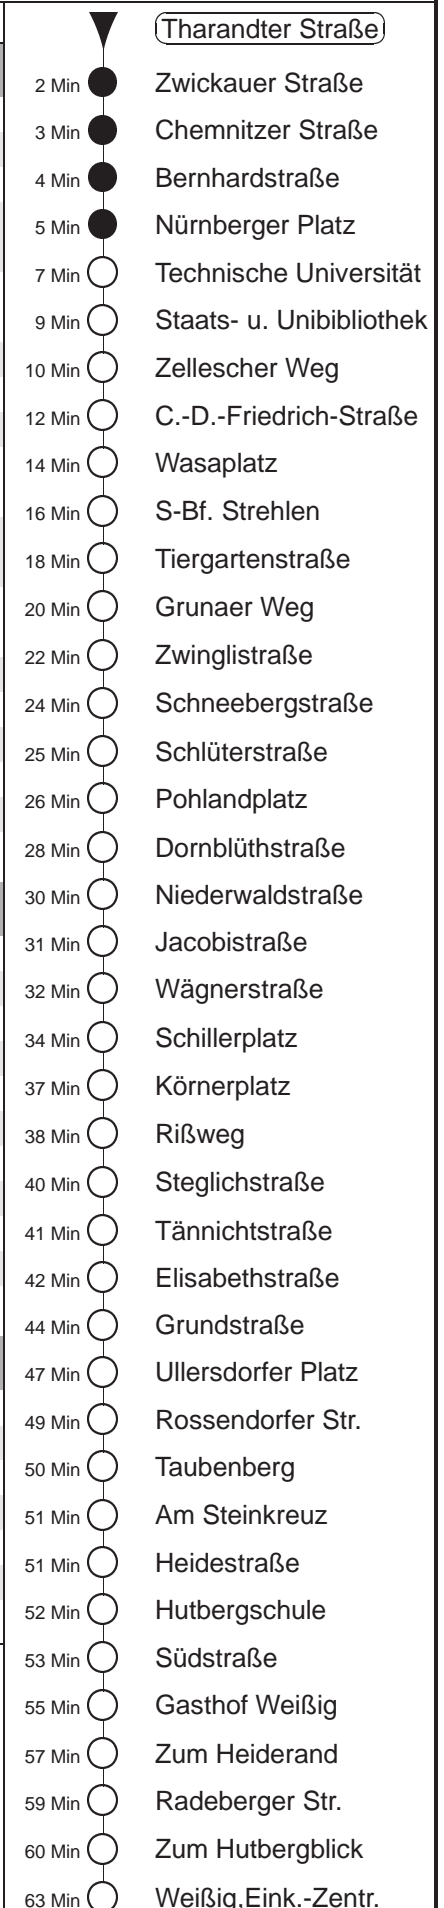 Tharandter Straße
2 Min Zwickauer Straße
3 Min Chemnitzer Straße
4 Min Bernhardstraße
5 Min Nürnberger Platz
7 Min Technische Universität
9 Min Staats- u. Unibibliothek
10 Min Zellescher Weg
12 Min C.-D.-Friedrich-Straße
14 Min Wasaplatz
16 Min S-Bf. Strehlen
18 Min Tiergartenstraße
20 Min Grunaer Weg
22 Min Zwinglistraße
24 Min Schneebergstraße
25 Min Schlüterstraße
26 Min Pohlandplatz
28 Min Dornblüthstraße
30 Min Niederwaldstraße
31 Min Jacobistraße
32 Min Wägnerstraße
34 Min Schillerplatz
37 Min Körnerplatz
38 Min Rißweg
40 Min Steglichstraße
41 Min Tännichtstraße
42 Min Elisabethstraße
44 Min Grundstraße
47 Min Ullersdorfer Platz
49 Min Rossendorfer Str.
50 Min Taubenberg
51 Min Am Steinkreuz
51 Min Heidestraße
52 Min Hutbergschule
53 Min Südstraße
55 Min Gasthof Weißig
57 Min Zum Heiderand
59 Min Radeberger Str.
60 Min Zum Hutbergblick
63 Min Weißig,Eink.-Zentr.